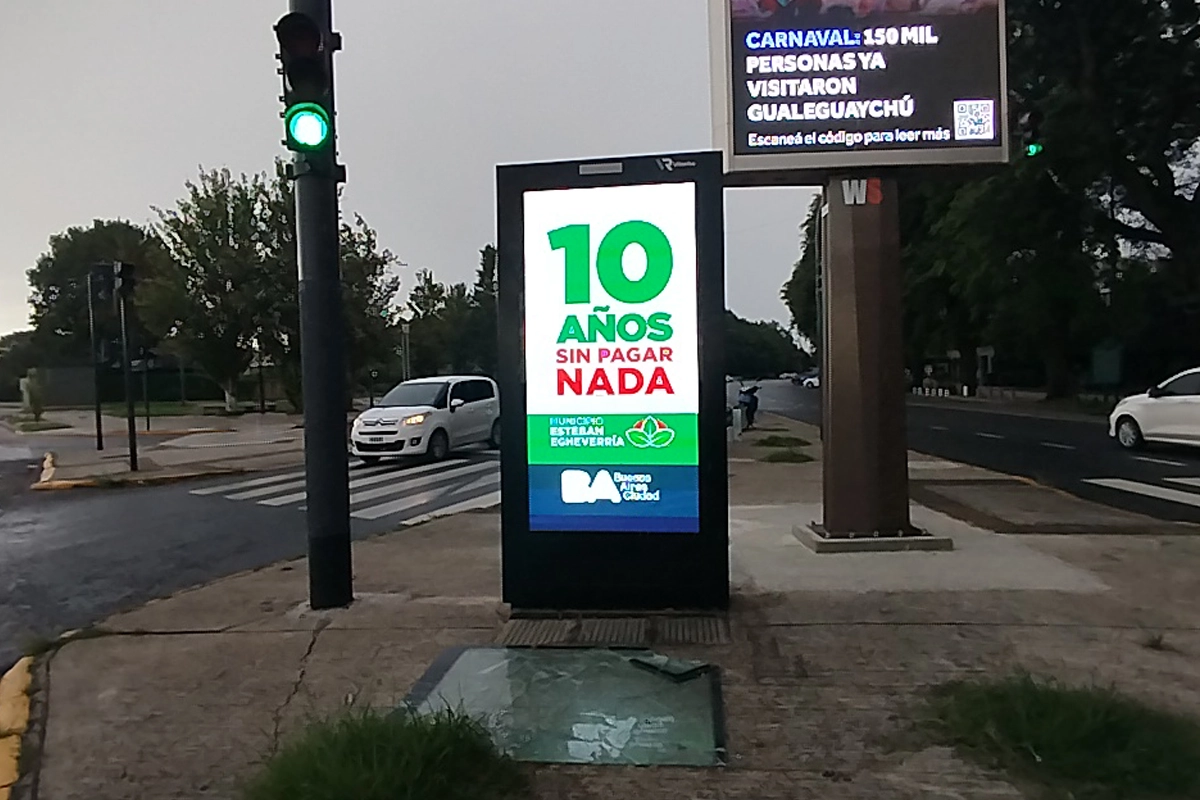 CARNAVAL: 150 MIL
PERSONAS YA
VISITARON
GUALEGUAYCHÚ
Escaneá el código para leer más
WS
10
AÑOS
SIN PAGAR
NADA
MUNICIPIO
ESTEBAN
ECHEVERRÍA
BA Buenos
Aires
Ciudad